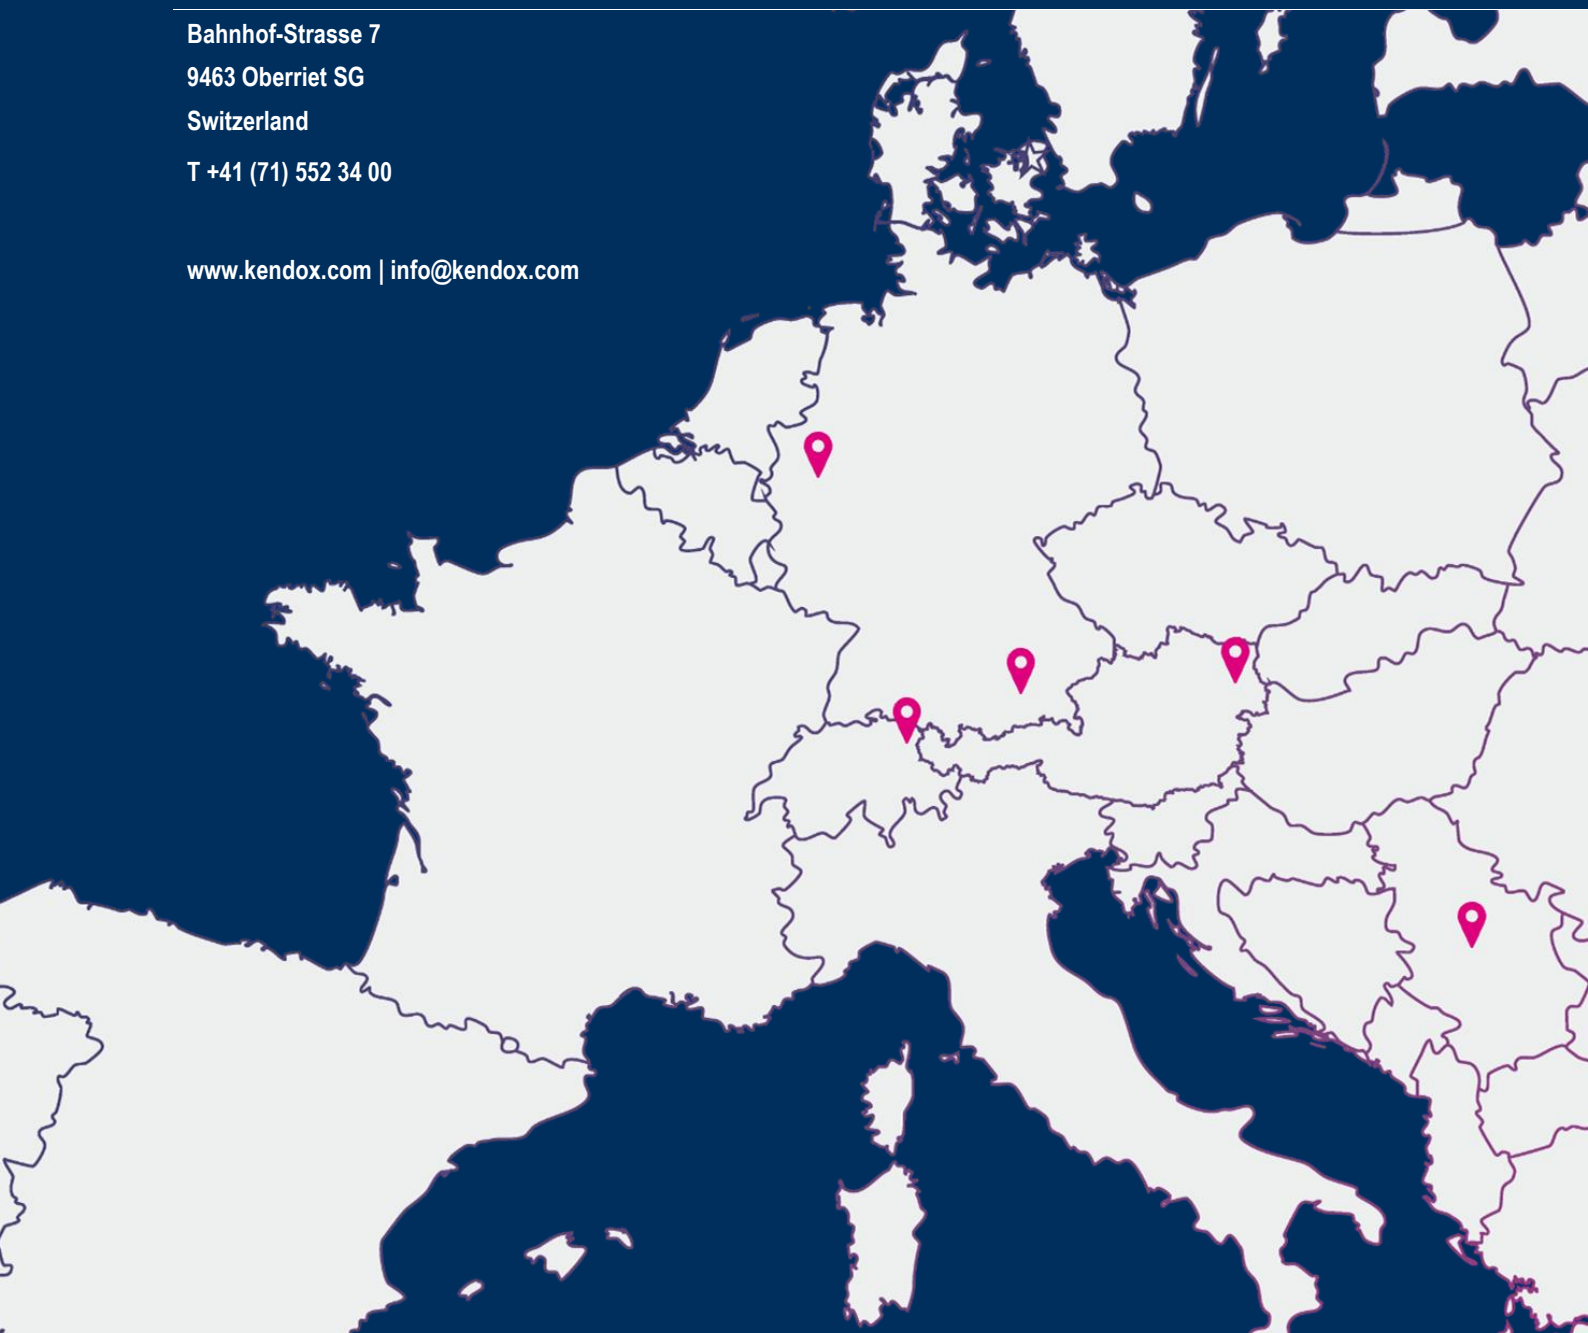 Bahnhof-Strasse 7
9463 Oberriet SG
Switzerland
T +41 (71) 552 34 00
www.kendox.com | info@kendox.com